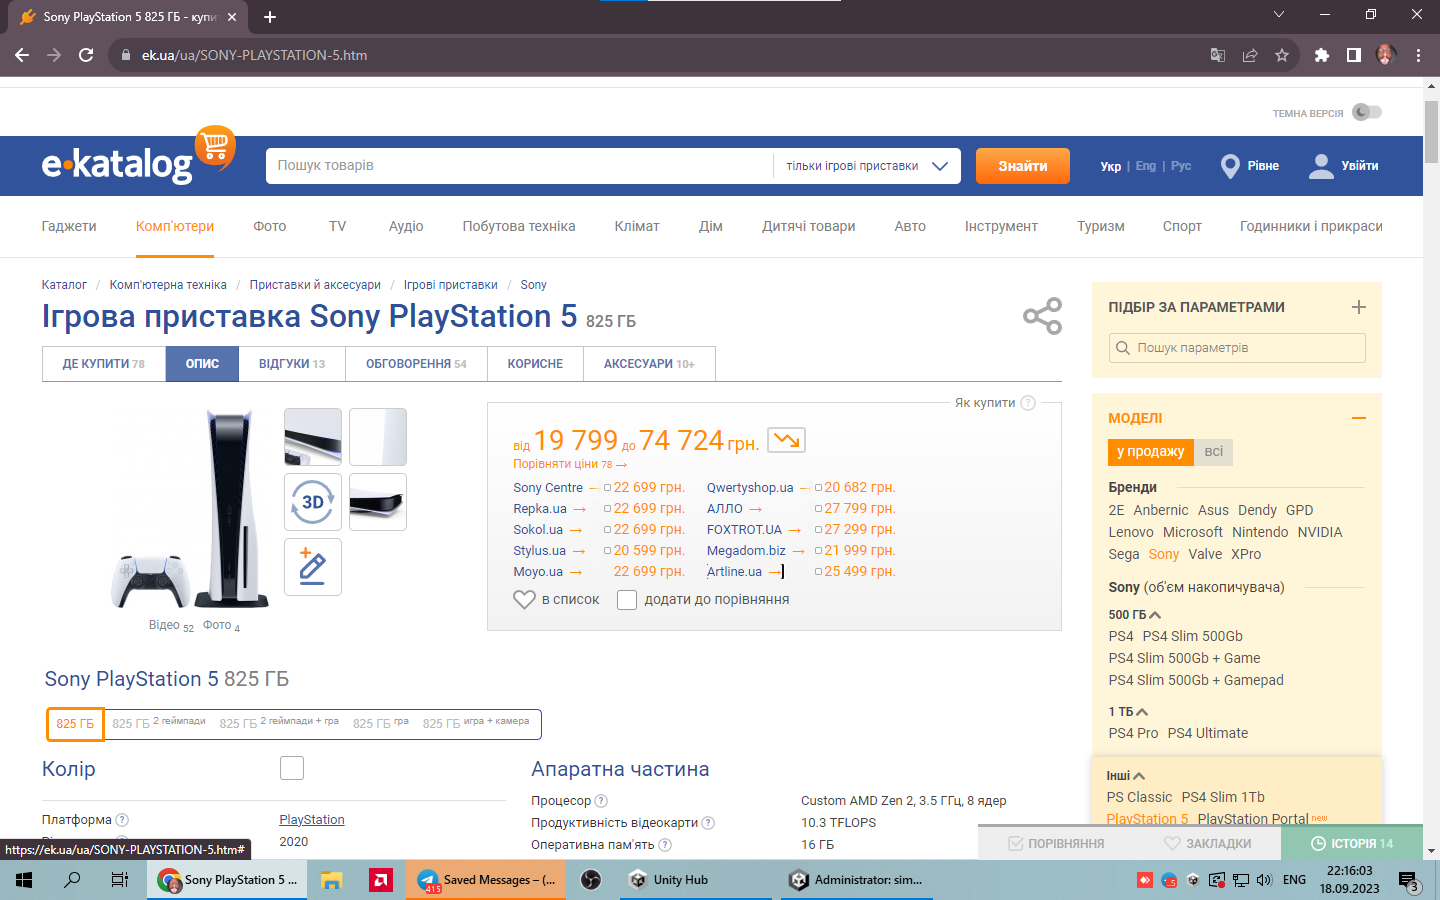 Sony PlayStation 5 825 ГБ - купи
ek.ua/ua/SONY-PLAYSTATION-5.htm
ТЕМНА ВЕРСІЯ
e·katalog
Пошук товарів
тільки ігрові приставки
Знайти
Укр | Eng | Рус
Рівне
Увійти
Гаджети Комп'ютери Фото TV Аудіо Побутова техніка Клімат Дім Дитячі товари Авто Інструмент Туризм Спорт Годинники і прикраси
Каталог / Комп'ютерна техніка / Приставки й аксесуари / Ігрові приставки / Sony
Ігрова приставка Sony PlayStation 5 825 ГБ
ДЕ КУПИТИ 78 ОПИС ВІДГУКИ 13 ОБГОВОРЕННЯ 54 КОРИСНЕ АКСЕСУАРИ 10+
3D
Відео 52 Фото 4
Як купити ?
від 19 799 до 74 724 грн.
Порівняти ціни 78 →
Sony Centre → 22 699 грн. Qwertyshop.ua → 20 682 грн.
Repka.ua → 22 699 грн. АЛЛО → 27 799 грн.
Sokol.ua → 22 699 грн. FOXTROT.UA → 27 299 грн.
Stylus.ua → 20 599 грн. Megadom.biz → 21 999 грн.
Moyo.ua → 22 699 грн. Artline.ua → 25 499 грн.
в список додати до порівняння
Sony PlayStation 5 825 ГБ
825 ГБ 825 ГБ 2 геймпади 825 ГБ 2 геймпади + гра 825 ГБ гра 825 ГБ игра + камера
Колір
Платформа ? PlayStation
2020
Апаратна частина
Процесор ? Custom AMD Zen 2, 3.5 ГГц, 8 ядер
Продуктивність відеокарти ? 10.3 TFLOPS
Оперативна пам'ять ? 16 ГБ
ПІДБІР ЗА ПАРАМЕТРАМИ
Пошук параметрів
МОДЕЛІ
у продажу всі
Бренди
2E Anbernic Asus Dendy GPD
Lenovo Microsoft Nintendo NVIDIA
Sega Sony Valve XPro
Sony (об'єм накопичувача)
500 ГБ
PS4 PS4 Slim 500Gb
PS4 Slim 500Gb + Game
PS4 Slim 500Gb + Gamepad
1 ТБ
PS4 Pro PS4 Ultimate
Інші
PS Classic PS4 Slim 1Tb
PlayStation 5 PlayStation Portal new
ПОРІВНЯННЯ ЗАКЛАДКИ ІСТОРІЯ 14
https://ek.ua/ua/SONY-PLAYSTATION-5.htm#
Sony PlayStation 5 ...
415
Saved Messages – (...
Unity Hub
Administrator: sim...
ENG
22:16:03
18.09.2023
3